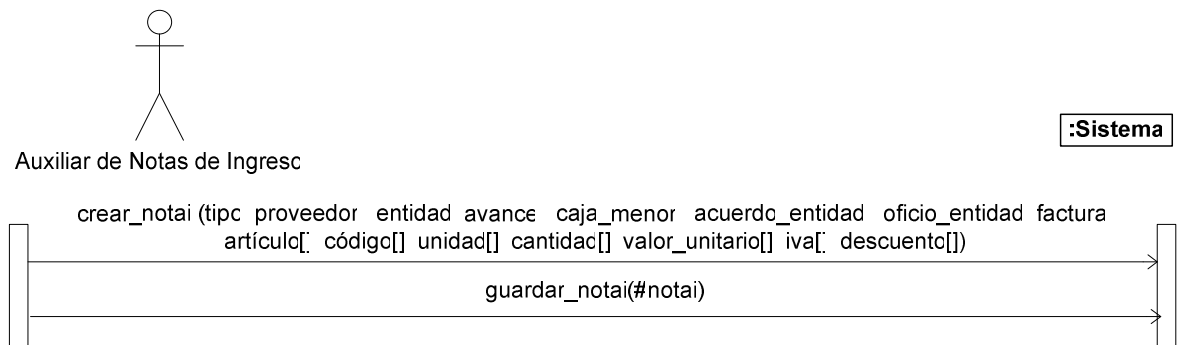 :Sistema
Auxiliar de Notas de Ingreso
crear_notai (tipo proveedor entidad avance caja_menor acuerdo_entidad oficio_entidad factura
artículo[] código[] unidad[] cantidad[] valor_unitario[] iva[] descuento[])
guardar_notai(#notai)